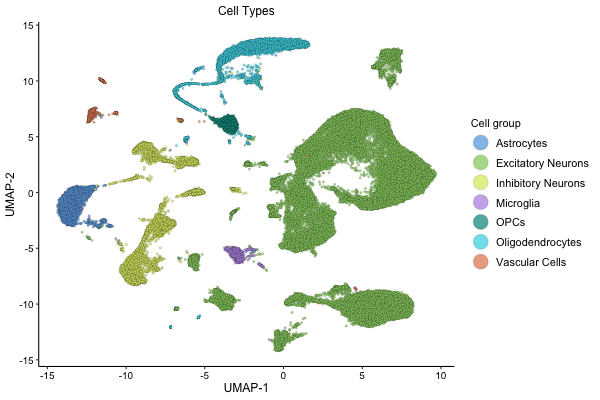 Cell Types
15
10
5
0
-5
-10
-15
UMAP-2
-15
-10
-5
0
5
10
UMAP-1
Cell group
Astrocytes
Excitatory Neurons
Inhibitory Neurons
Microglia
OPCs
Oligodendrocytes
Vascular Cells